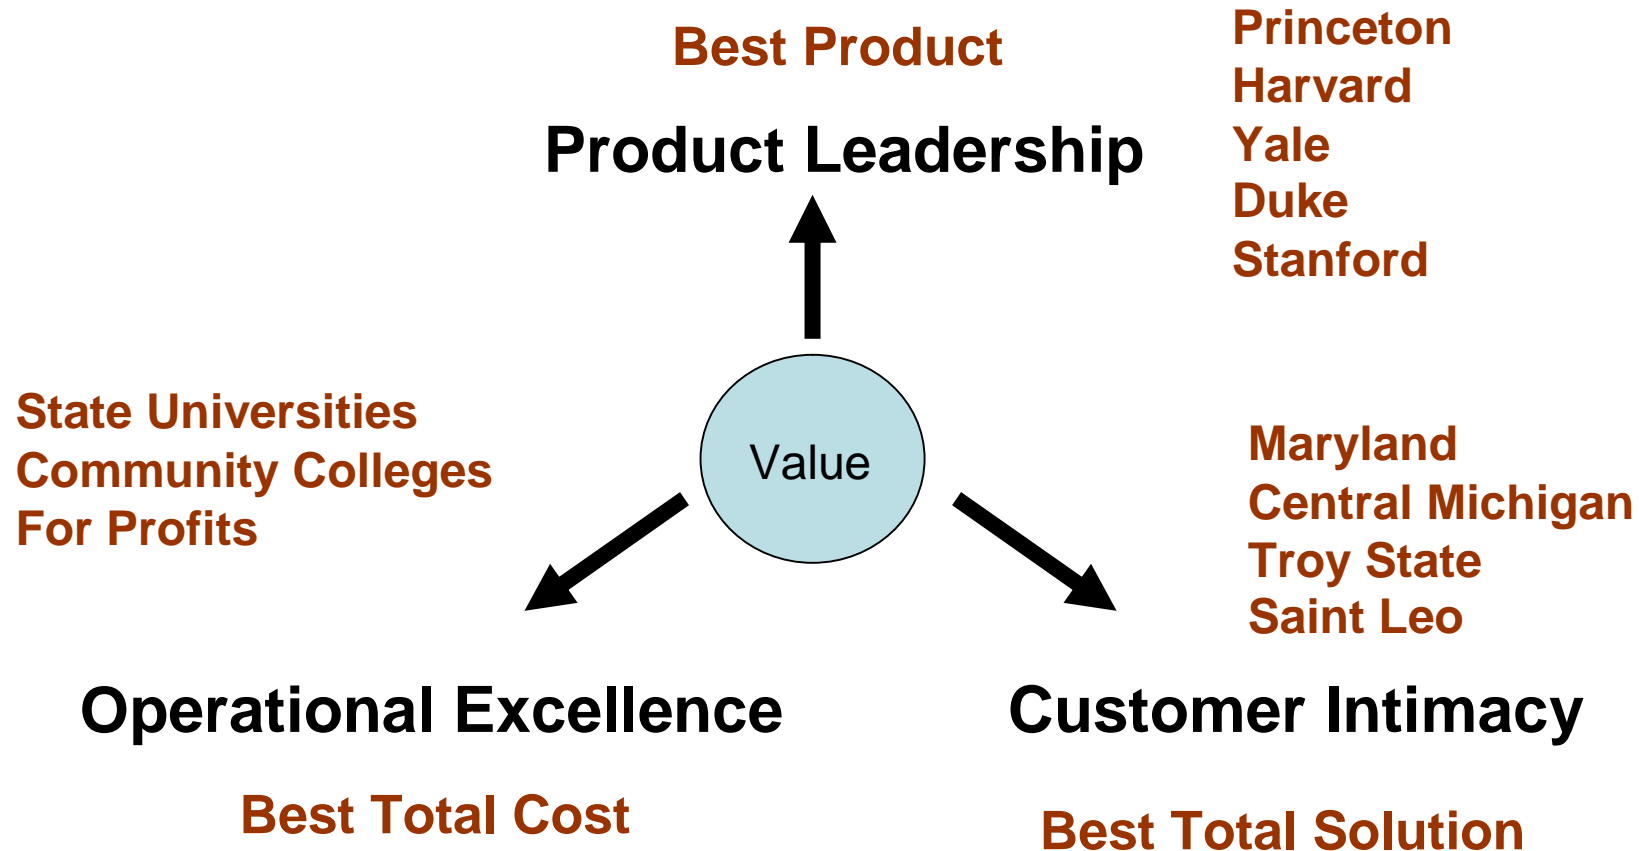 Best Product
Product Leadership
Princeton
Harvard
Yale
Duke
Stanford
State Universities
Community Colleges
For Profits
Value
Maryland
Central Michigan
Troy State
Saint Leo
Operational Excellence
Best Total Cost
Customer Intimacy
Best Total Solution